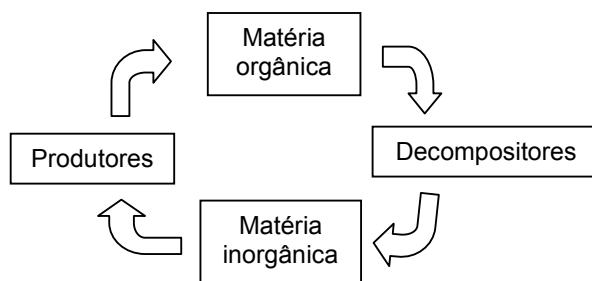 Matéria
orgânica
Produtores
Decompositores
Matéria
inorgânica